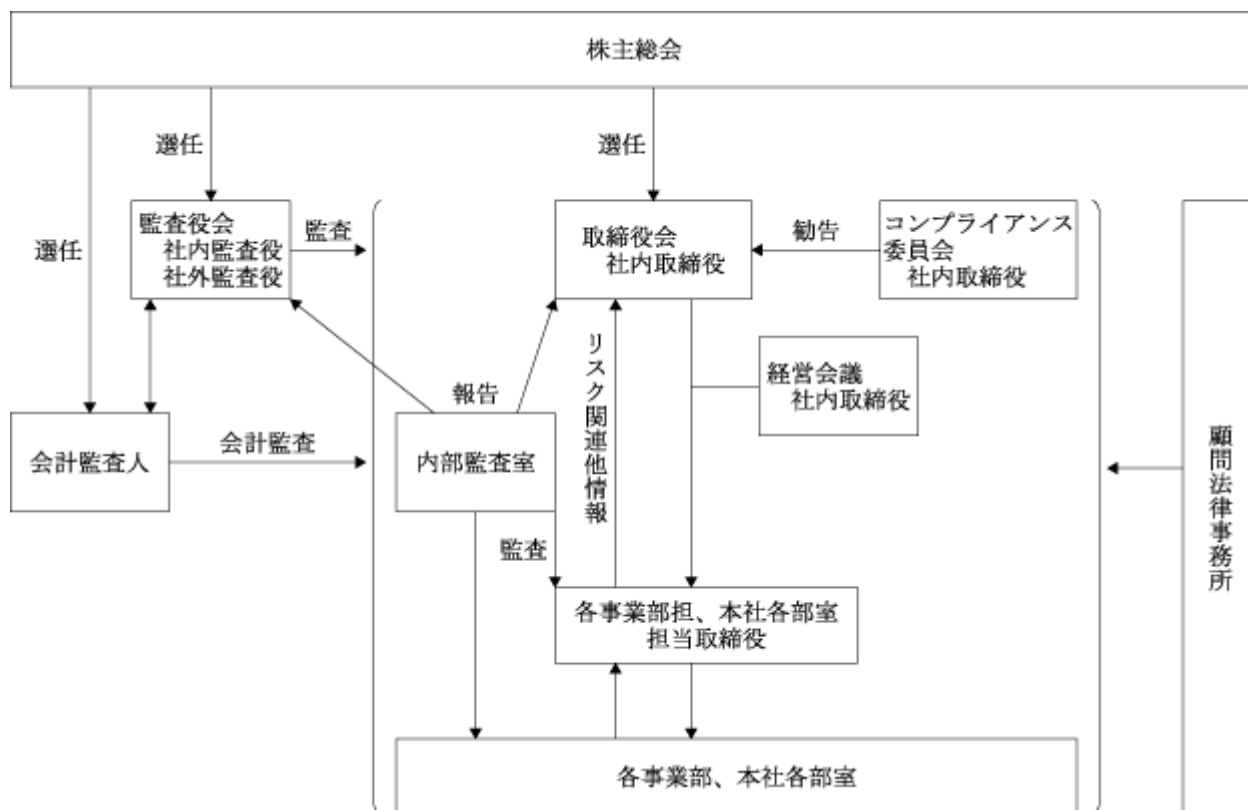 株主総会
選任
選任
選任
監査役会
社内監査役
社外監査役
監査
取締役会
社内取締役
勧告
コンプライアンス
委員会
社内取締役
リスク関連他情報
経営会議
社内取締役
報告
会計監査人
会計監査
内部監査室
顧問法律事務所
監査
各事業部担、本社各部室
担当取締役
各事業部、本社各部室